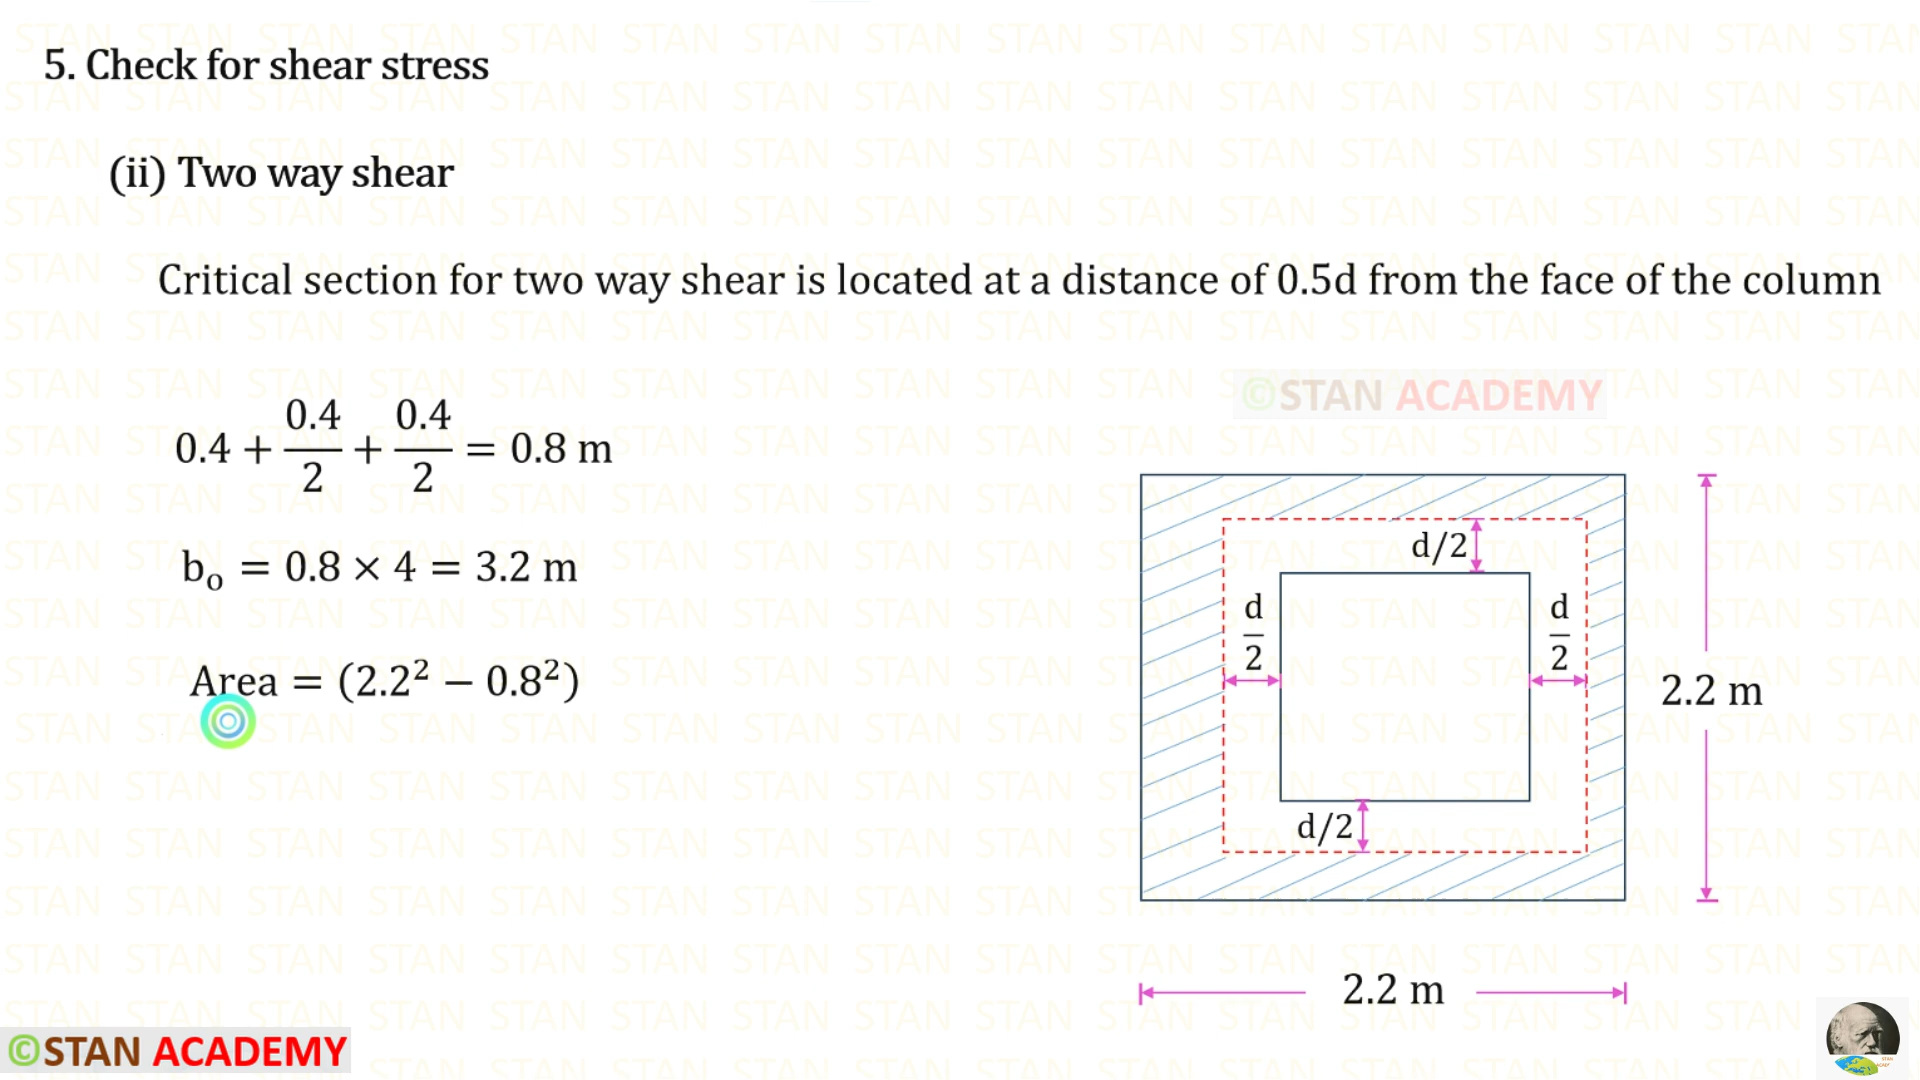 5. Check for shear stress
(ii) Two way shear
Critical section for two way shear is located at a distance of 0.5d from the face of the column
©STAN ACADEMY
0.4 + 0.4/2 + 0.4/2 = 0.8 m
bₒ = 0.8 × 4 = 3.2 m
Area = (2.2² − 0.8²)
d/2
d/2
d/2
d/2
2.2 m
2.2 m
©STAN ACADEMY